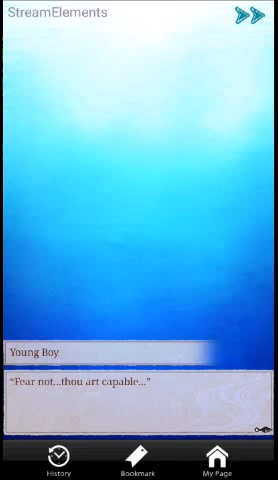 StreamElements
Young Boy
“Fear not...thou art capable...”
History
Bookmark
My Page